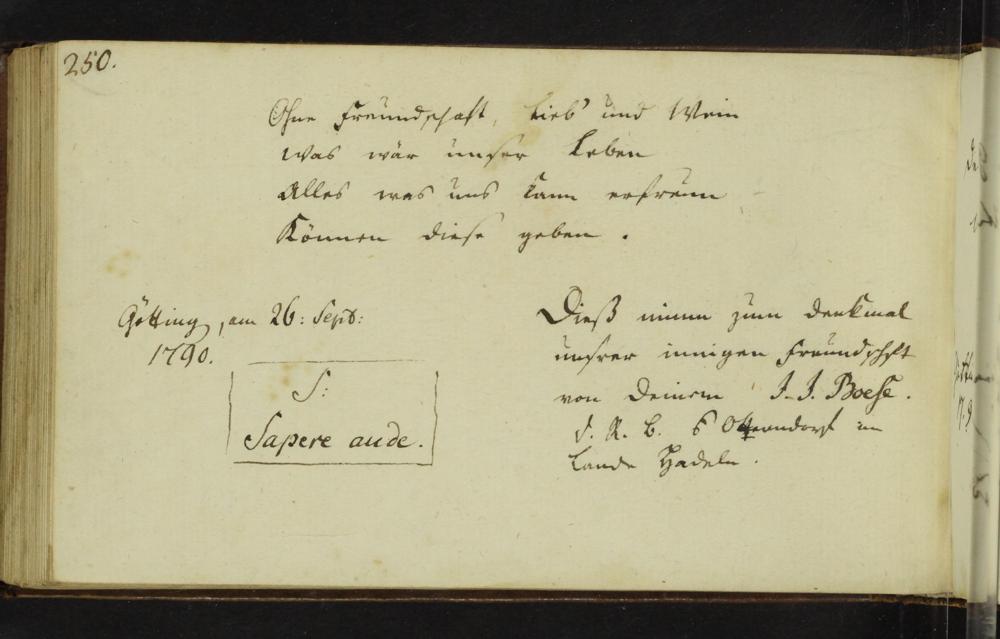 250.
Ohne Freundschaft, Lieb' und Wein
Was wär unser Leben
Alles was uns kann erfreun
Können diese geben.
Götting, am 26: Sept:
1790.
S:
Sapere aude.
Dieß nimm zum Denkmal
unsrer innigen Freundschft
von Deinem J. J. Boese.
d. R. B. Otterndorf im
Lande Hadeln.